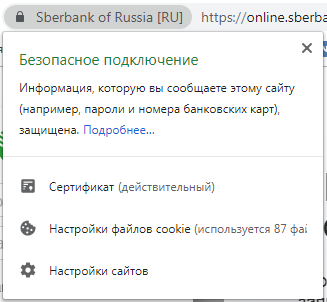 Sberbank of Russia [RU] https://online.sberba
Безопасное подключение
Информация, которую вы сообщаете этому сайту
(например, пароли и номера банковских карт),
защищена. Подробнее...
Сертификат (действительный)
Настройки файлов cookie (используется 87 фай
Настройки сайтов